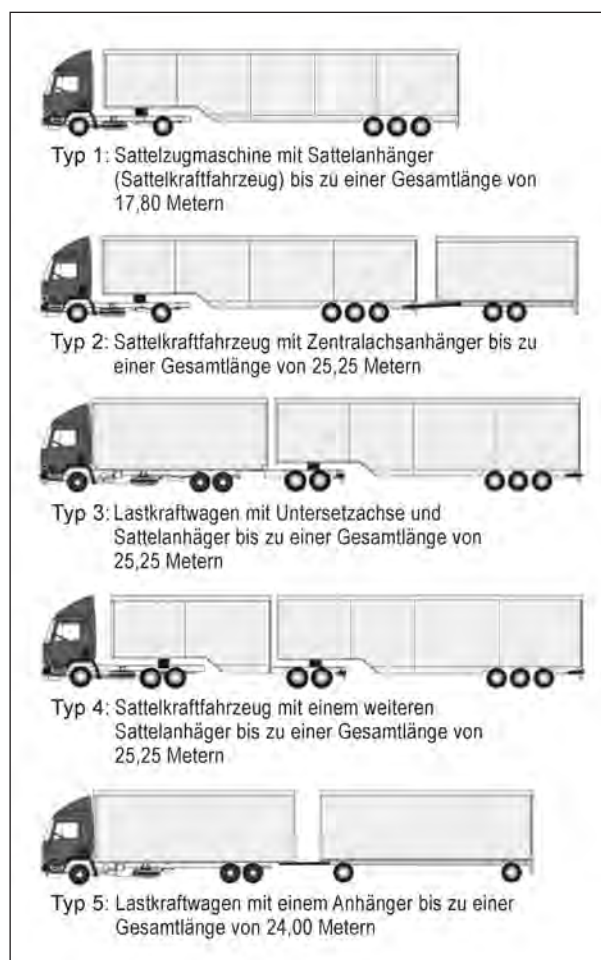 Typ 1: Sattelzugmaschine mit Sattelanhänger
(Sattelkraftfahrzeug) bis zu einer Gesamtlänge von
17,80 Metern
Typ 2: Sattelkraftfahrzeug mit Zentralachsanhänger bis zu
einer Gesamtlänge von 25,25 Metern
Typ 3: Lastkraftwagen mit Untersetzachse und
Sattelanhäger bis zu einer Gesamtlänge von
25,25 Metern
Typ 4: Sattelkraftfahrzeug mit einem weiteren
Sattelanhäger bis zu einer Gesamtlänge von
25,25 Metern
Typ 5: Lastkraftwagen mit einem Anhänger bis zu einer
Gesamtlänge von 24,00 Metern